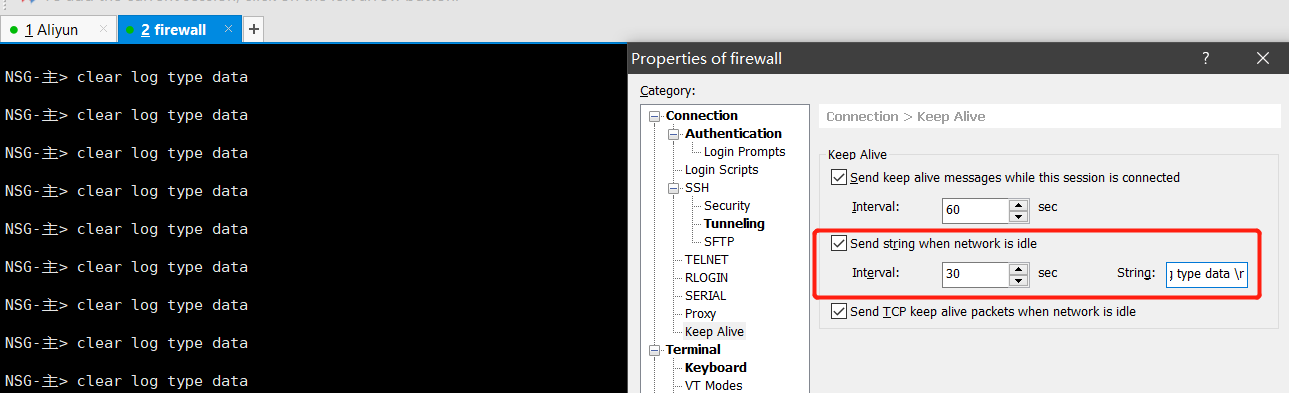 1 Aliyun
2 firewall
NSG-主> clear log type data
NSG-主> clear log type data
NSG-主> clear log type data
NSG-主> clear log type data
NSG-主> clear log type data
NSG-主> clear log type data
NSG-主> clear log type data
NSG-主> clear log type data
NSG-主> clear log type data
Properties of firewall
Category:
Connection
Authentication
Login Prompts
Login Scripts
SSH
Security
Tunneling
SFTP
TELNET
RLOGIN
SERIAL
Proxy
Keep Alive
Terminal
Keyboard
VT Modes
Connection > Keep Alive
Keep Alive
Send keep alive messages while this session is connected
Interval: 60 sec
Send string when network is idle
Interval: 30 sec String: type data \r
Send TCP keep alive packets when network is idle